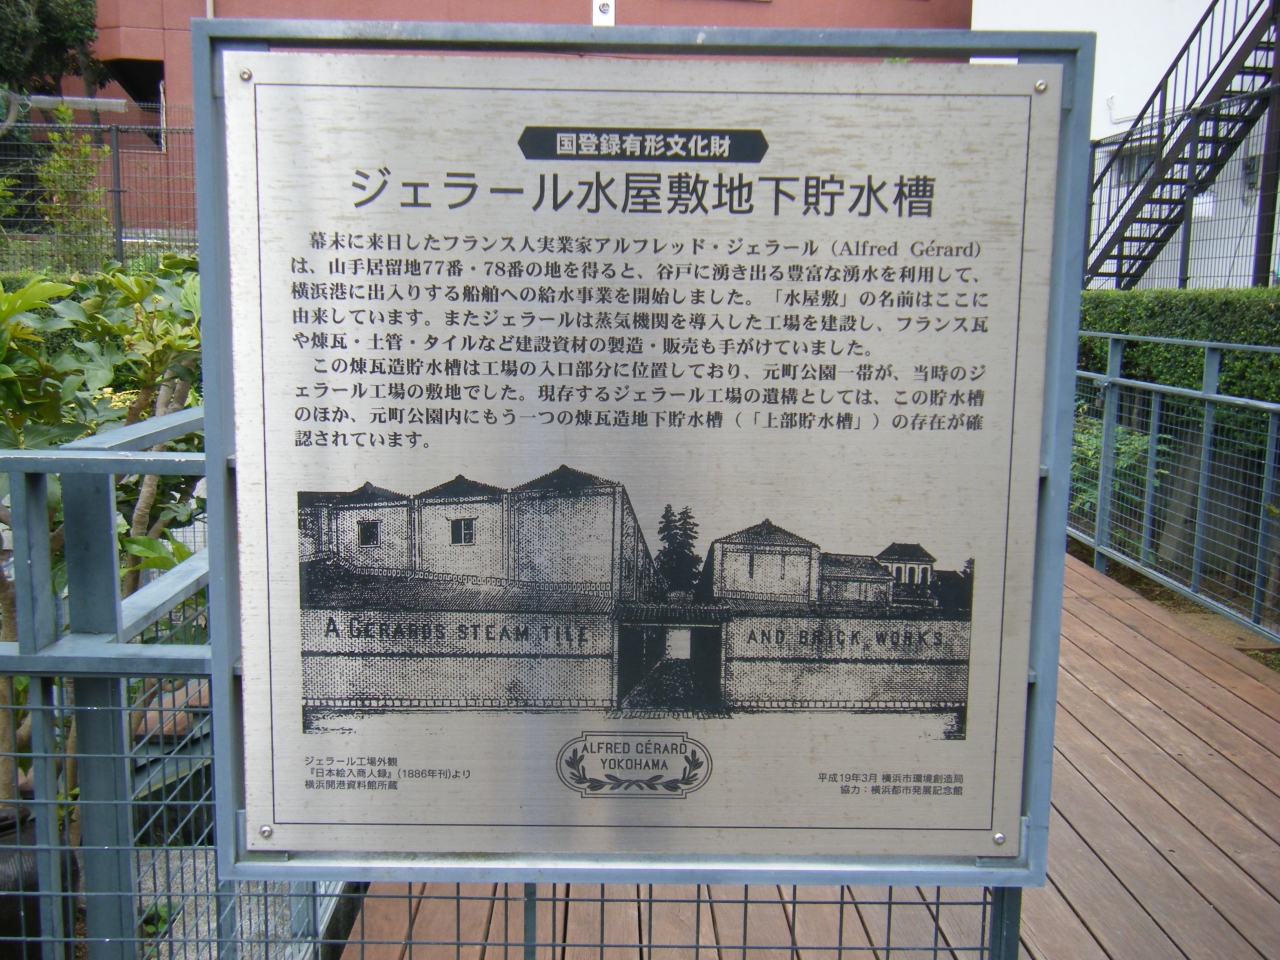 国登録有形文化財
ジェラール水屋敷地下貯水槽
幕末に来日したフランス人実業家アルフレッド・ジェラール（Alfred Gérard）
は、山手居留地77番・78番の地を得ると、谷戸に湧き出る豊富な湧水を利用して、
横浜港に出入りする船舶への給水事業を開始しました。「水屋敷」の名前はここに
由来しています。またジェラールは蒸気機関を導入した工場を建設し、フランス瓦
や煉瓦・土管・タイルなど建設資材の製造・販売も手がけていました。
この煉瓦造貯水槽は工場の入口部分に位置しており、元町公園一帯が、当時のジ
ェラール工場の敷地でした。現存するジェラール工場の遺構としては、この貯水槽
のほか、元町公園内にもう一つの煉瓦造地下貯水槽（「上部貯水槽」）の存在が確
認されています。
A.GERARDS STEAM TILE AND BRICK WORKS
ALFRED GÉRARD
YOKOHAMA
ジェラール工場外観
『日本絵入商人録』（1886年刊）より
横浜開港資料館所蔵
平成19年3月 横浜市環境創造局
協力：横浜都市発展記念館